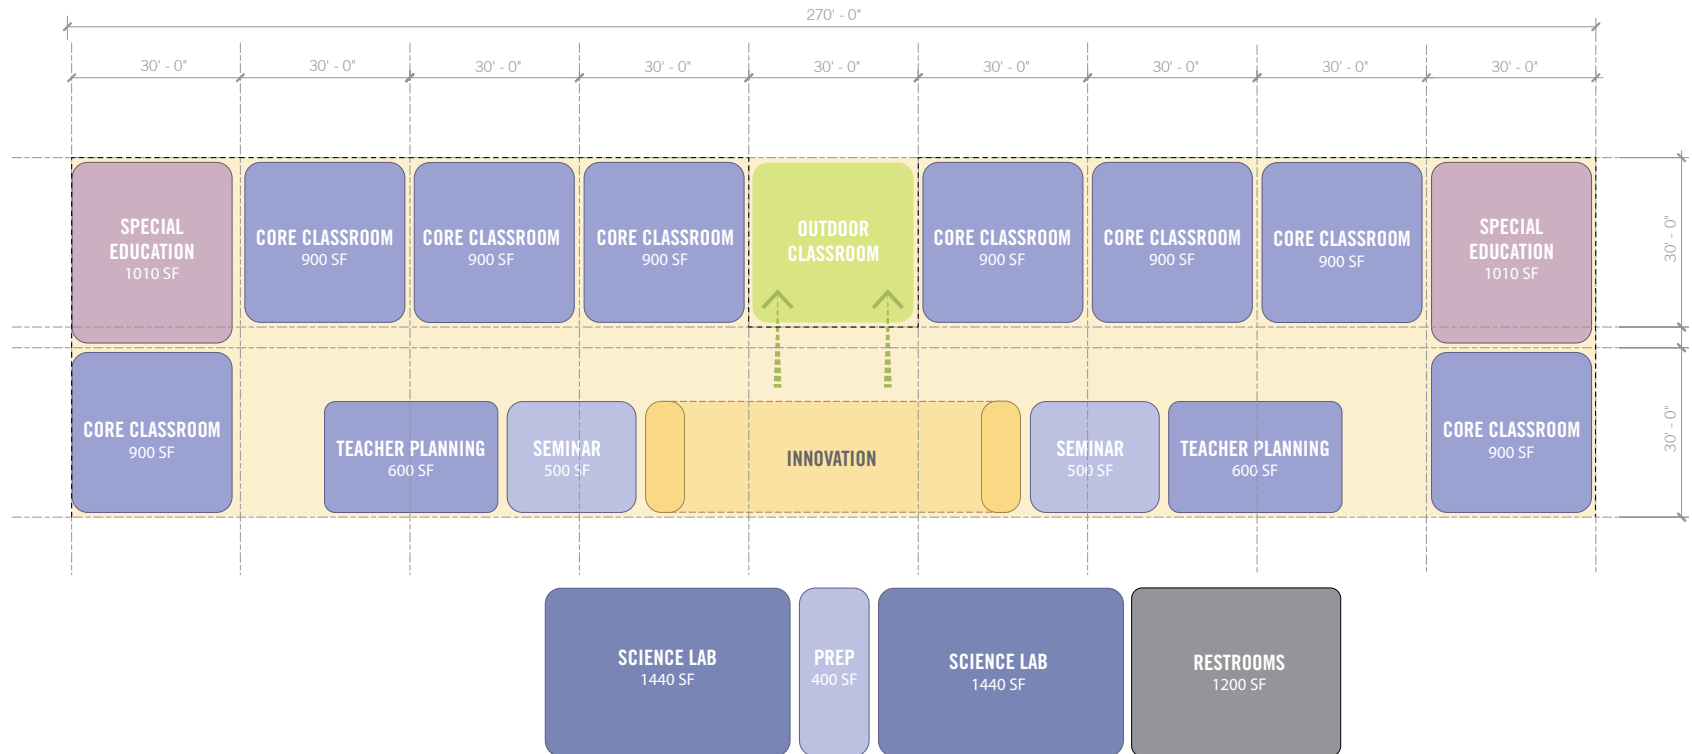 270' - 0"
30' - 0"
30' - 0"
30' - 0"
30' - 0"
30' - 0"
30' - 0"
30' - 0"
30' - 0"
30' - 0"
SPECIAL
EDUCATION
1010 SF
CORE CLASSROOM
900 SF
CORE CLASSROOM
900 SF
CORE CLASSROOM
900 SF
OUTDOOR
CLASSROOM
CORE CLASSROOM
900 SF
CORE CLASSROOM
900 SF
CORE CLASSROOM
900 SF
SPECIAL
EDUCATION
1010 SF
30' - 0"
CORE CLASSROOM
900 SF
TEACHER PLANNING
600 SF
SEMINAR
500 SF
INNOVATION
SEMINAR
500 SF
TEACHER PLANNING
600 SF
CORE CLASSROOM
900 SF
30' - 0"
SCIENCE LAB
1440 SF
PREP
400 SF
SCIENCE LAB
1440 SF
RESTROOMS
1200 SF